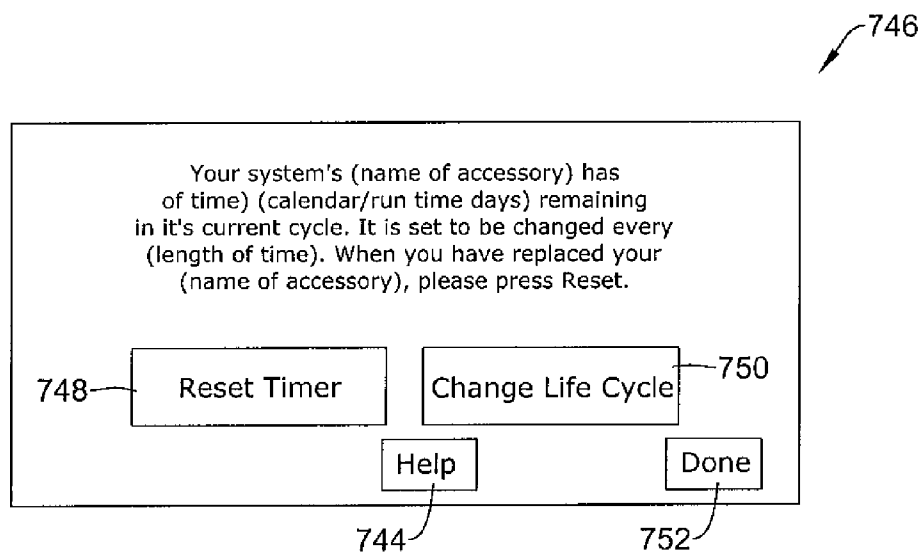 746
Your system's (name of accessory) has
of time) (calendar/run time days) remaining
in it's current cycle. It is set to be changed every
(length of time). When you have replaced your
(name of accessory), please press Reset.
748
Reset Timer
Change Life Cycle
750
Help
Done
744
752